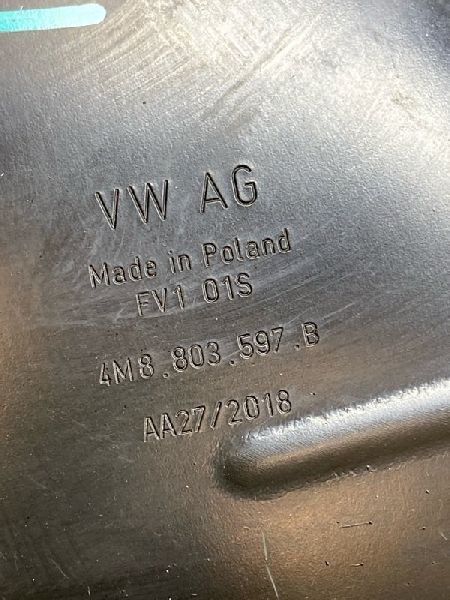 VW AG
Made in Poland
FV1 01S
4M8.803.597.B
AA27/2018